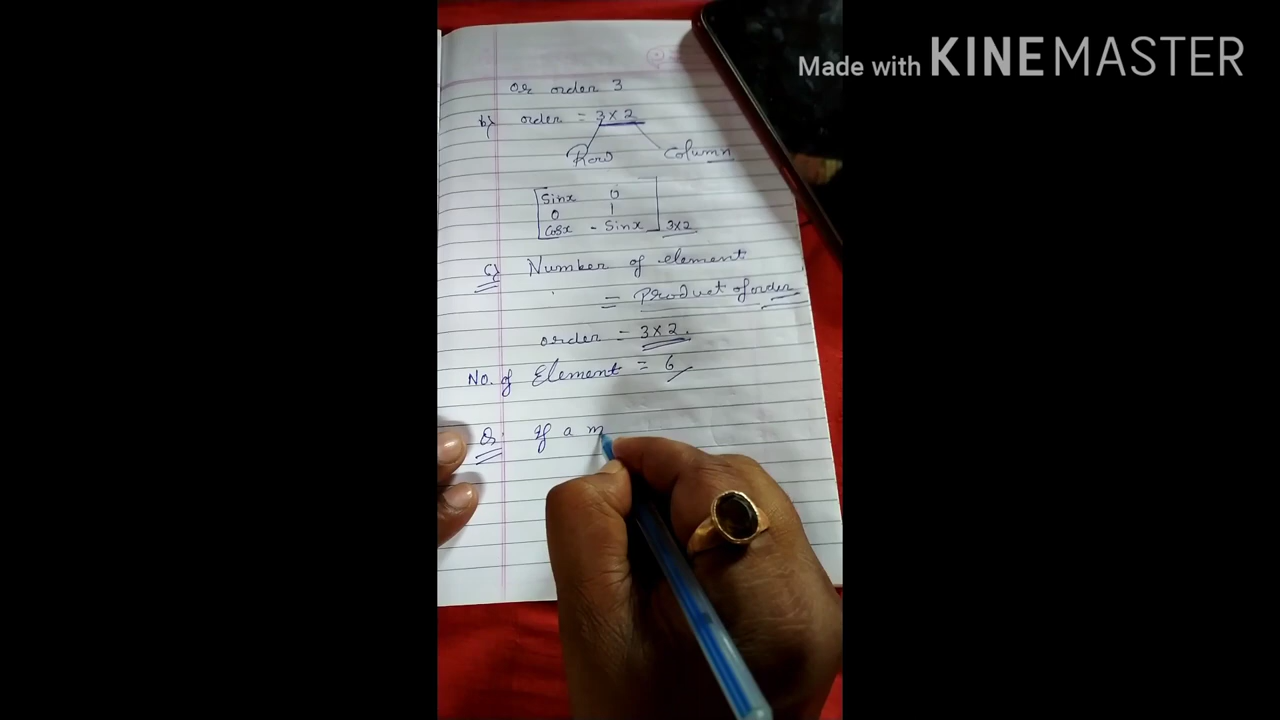 Made with KINEMASTER
or order 3
b) order = 3 × 2
Row Column
Sinx 0
0 1
Cosx - Sinx 3×2
C) Number of element
= Product of order
order = 3×2.
No. of Element = 6
Q. If a m